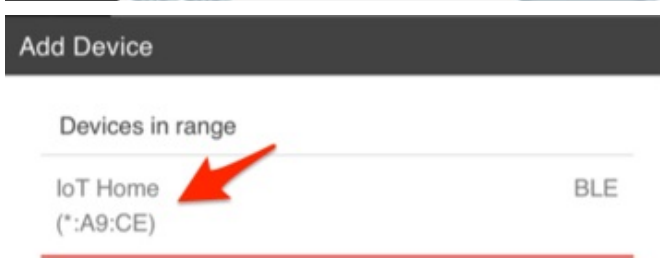 Add Device
Devices in range
IoT Home BLE
(*:A9:CE)